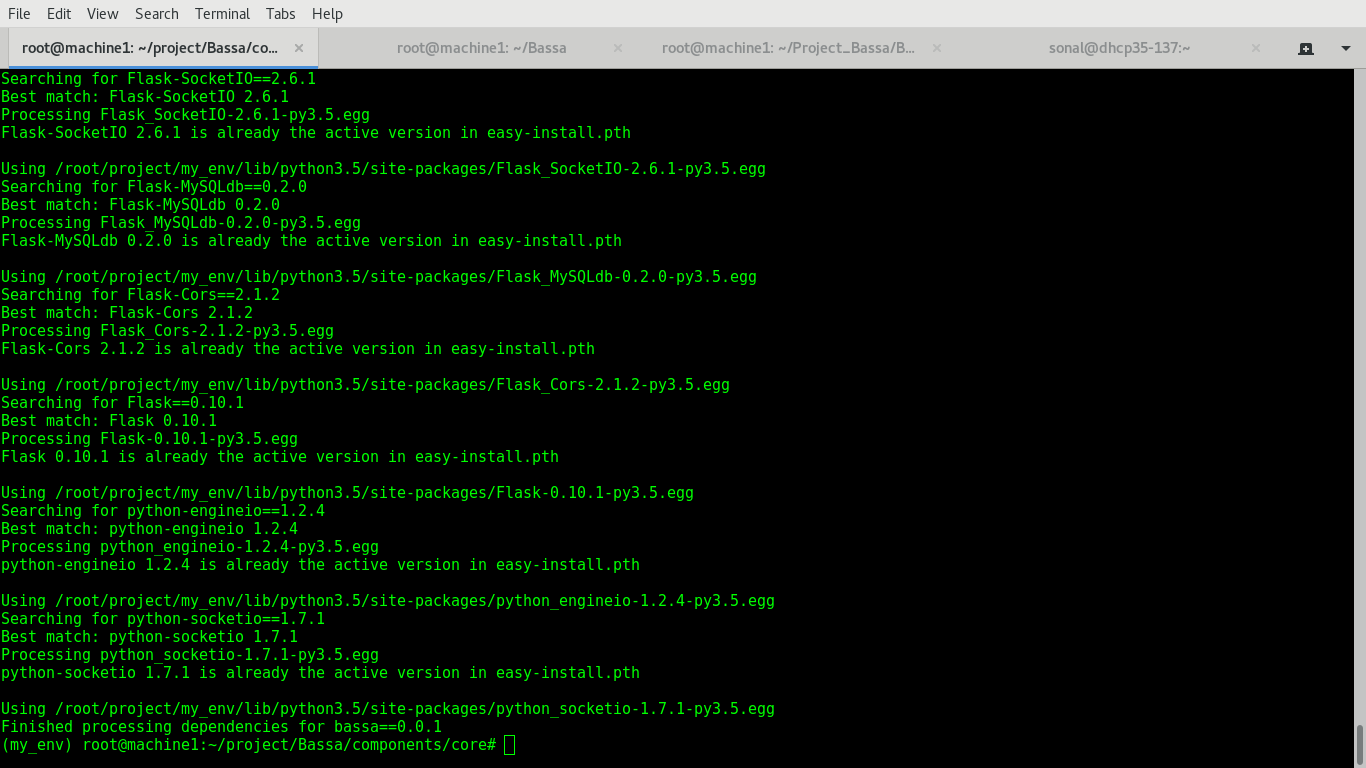 File Edit View Search Terminal Tabs Help
root@machine1: ~/project/Bassa/co... × root@machine1: ~/Bassa × root@machine1: ~/Project_Bassa/B... × sonal@dhcp35-137:~ ×
Searching for Flask-SocketIO==2.6.1
Best match: Flask-SocketIO 2.6.1
Processing Flask_SocketIO-2.6.1-py3.5.egg
Flask-SocketIO 2.6.1 is already the active version in easy-install.pth
Using /root/project/my_env/lib/python3.5/site-packages/Flask_SocketIO-2.6.1-py3.5.egg
Searching for Flask-MySQLdb==0.2.0
Best match: Flask-MySQLdb 0.2.0
Processing Flask_MySQLdb-0.2.0-py3.5.egg
Flask-MySQLdb 0.2.0 is already the active version in easy-install.pth
Using /root/project/my_env/lib/python3.5/site-packages/Flask_MySQLdb-0.2.0-py3.5.egg
Searching for Flask-Cors==2.1.2
Best match: Flask-Cors 2.1.2
Processing Flask_Cors-2.1.2-py3.5.egg
Flask-Cors 2.1.2 is already the active version in easy-install.pth
Using /root/project/my_env/lib/python3.5/site-packages/Flask_Cors-2.1.2-py3.5.egg
Searching for Flask==0.10.1
Best match: Flask 0.10.1
Processing Flask-0.10.1-py3.5.egg
Flask 0.10.1 is already the active version in easy-install.pth
Using /root/project/my_env/lib/python3.5/site-packages/Flask-0.10.1-py3.5.egg
Searching for python-engineio==1.2.4
Best match: python-engineio 1.2.4
Processing python_engineio-1.2.4-py3.5.egg
python-engineio 1.2.4 is already the active version in easy-install.pth
Using /root/project/my_env/lib/python3.5/site-packages/python_engineio-1.2.4-py3.5.egg
Searching for python-socketio==1.7.1
Best match: python-socketio 1.7.1
Processing python_socketio-1.7.1-py3.5.egg
python-socketio 1.7.1 is already the active version in easy-install.pth
Using /root/project/my_env/lib/python3.5/site-packages/python_socketio-1.7.1-py3.5.egg
Finished processing dependencies for bassa==0.0.1
(my_env) root@machine1:~/project/Bassa/components/core#